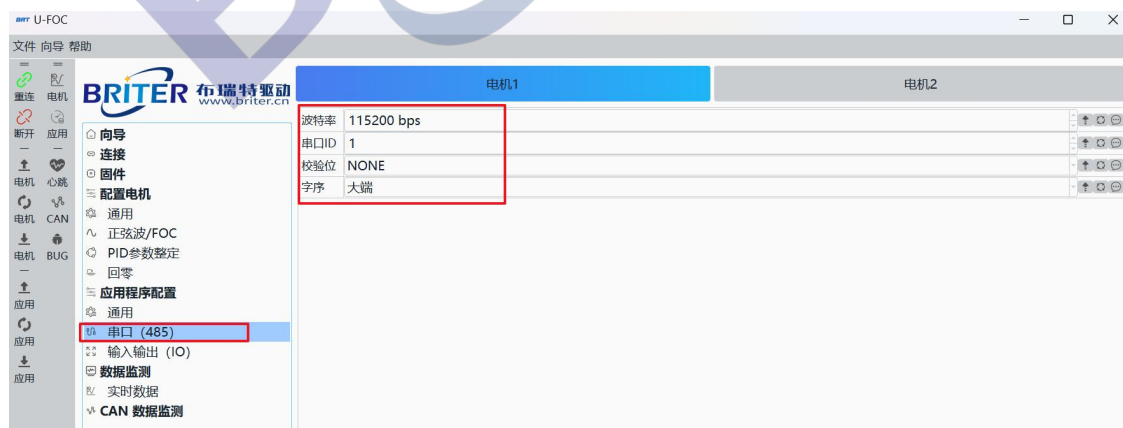 BRT U-FOC
文件 向导 帮助
重连 电机
断开 应用
电机 心跳
电机 CAN
电机 BUG
应用
应用
应用
BRITER 布瑞特驱动
www.briter.cn
向导
连接
固件
配置电机
通用
正弦波/FOC
PID参数整定
回零
应用程序配置
通用
串口（485）
输入输出（IO）
数据监测
实时数据
CAN 数据监测
电机1 电机2
波特率 115200 bps
串口ID 1
校验位 NONE
字序 大端